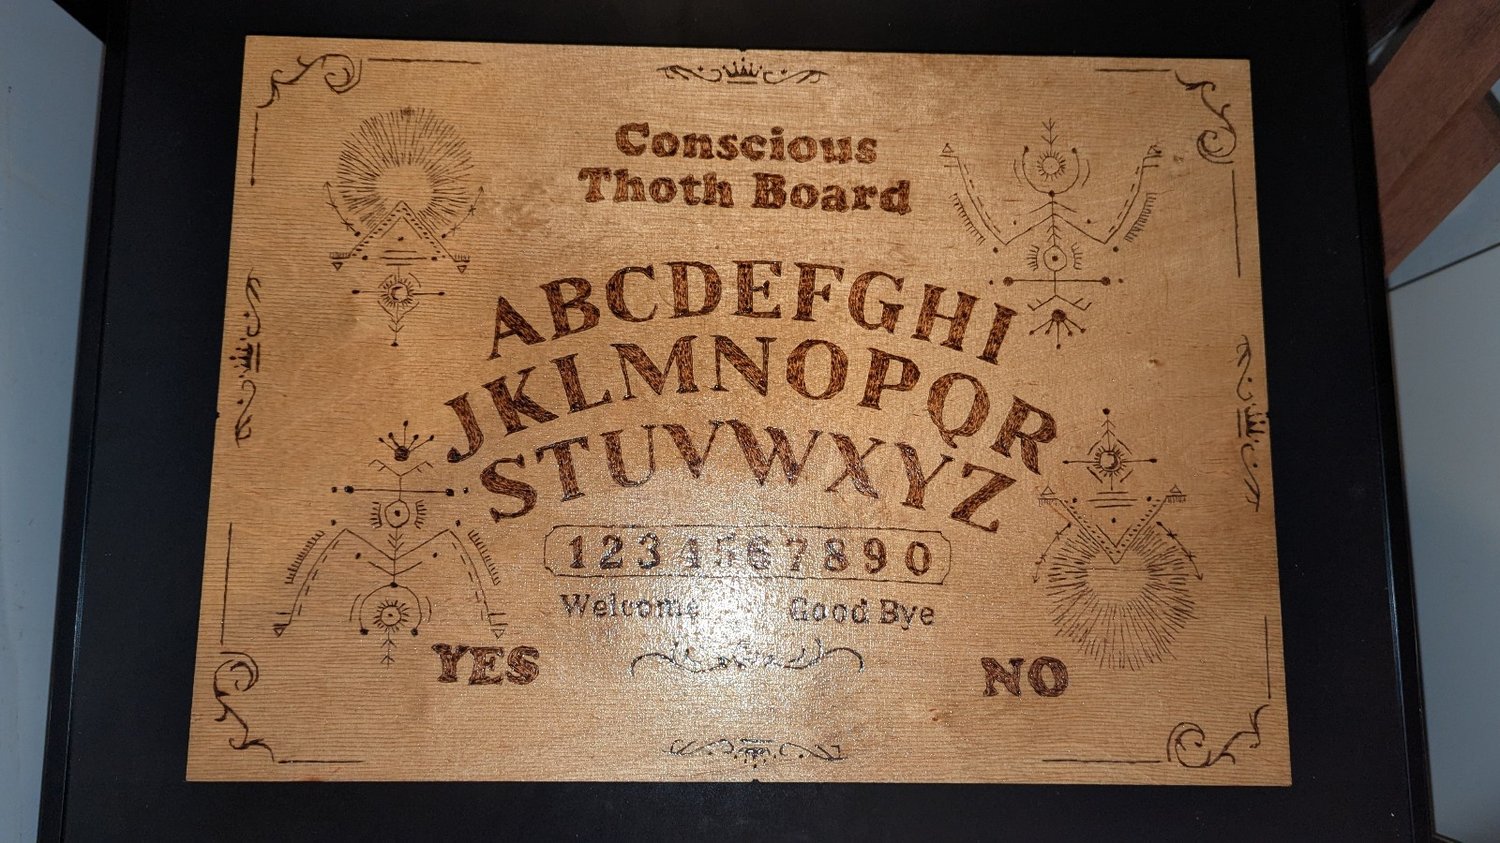 Conscious
Thoth Board
ABCDEFGHI
JKLMNOPQR
STUVWXYZ
1234567890
Welcome Good Bye
YES NO